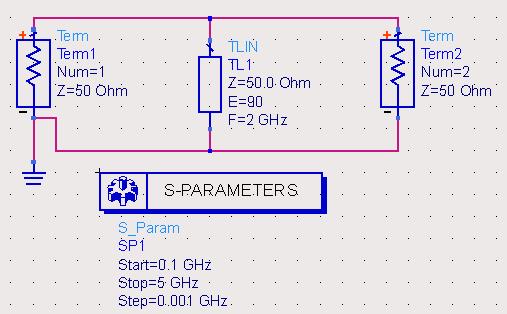 Term
Term1
Num=1
Z=50 Ohm
TLIN
TL1
Z=50.0 Ohm
E=90
F=2 GHz
Term
Term2
Num=2
Z=50 Ohm
S-PARAMETERS
S_Param
SP1
Start=0.1 GHz
Stop=5 GHz
Step=0.001 GHz